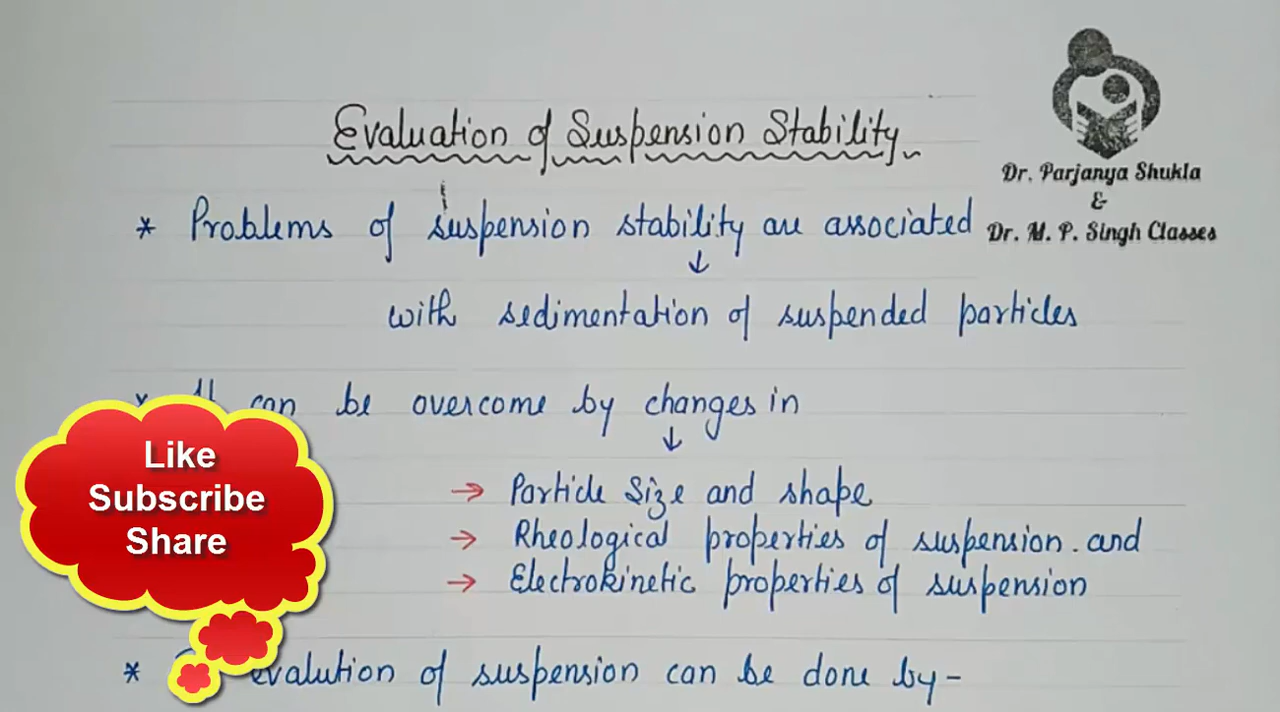 Evaluation of Suspension Stability
* Problems of suspension stability are associated
↓
with sedimentation of suspended particles
* It can be overcome by changes in
↓
→ Particle Size and shape
→ Rheological properties of suspension. and
→ Electrokinetic properties of suspension
* evalution of suspension can be done by -
Dr. Parjanya Shukla
&
Dr. M. P. Singh Classes
Like
Subscribe
Share